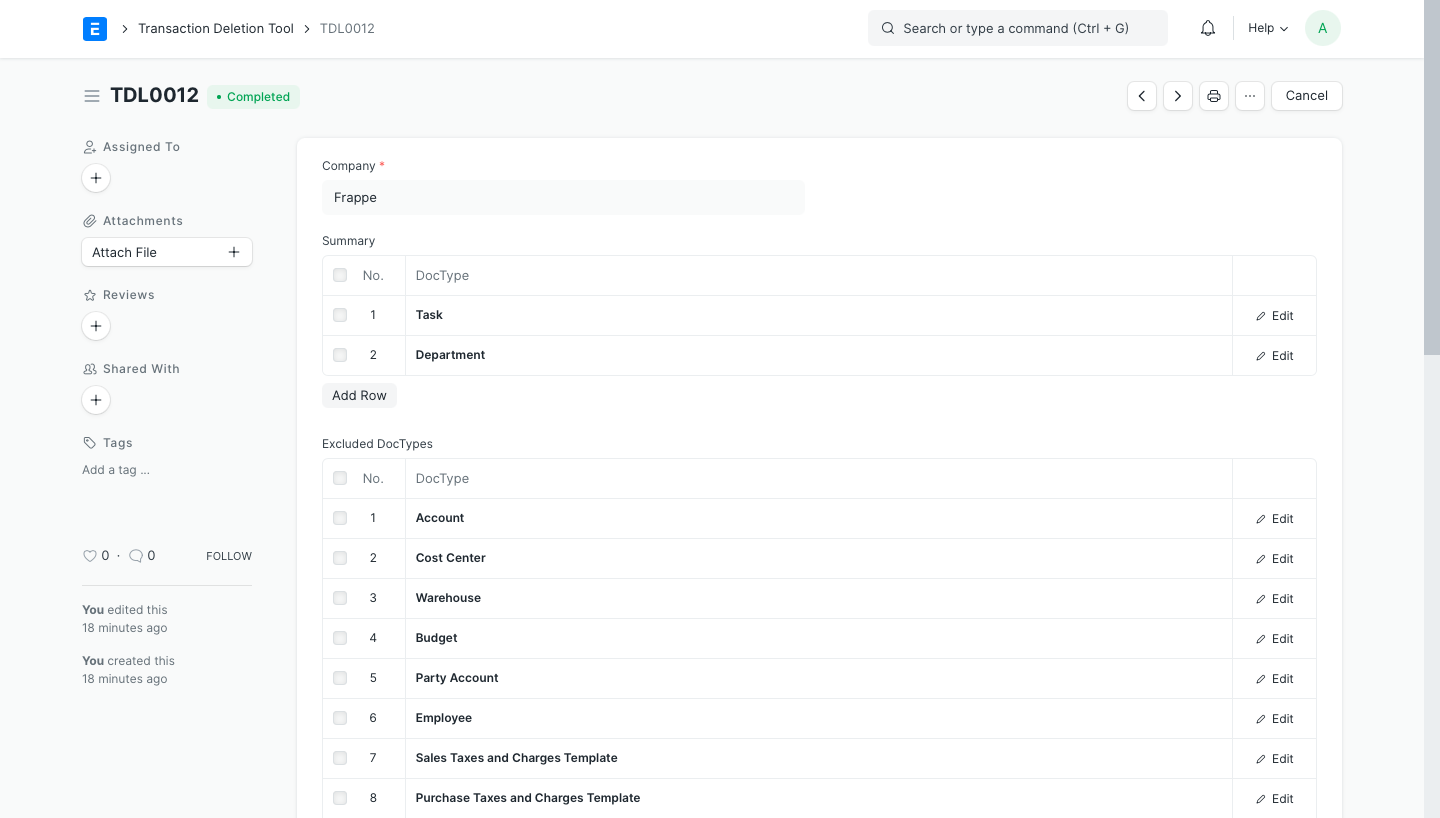 E Transaction Deletion Tool TDL0012 Search or type a command (Ctrl + G) Help A
TDL0012 Completed Cancel
Assigned To
Attachments
Attach File
Reviews
Shared With
Tags
Add a tag ...
0 · 0 FOLLOW
You edited this
18 minutes ago
You created this
18 minutes ago
Company *
Frappe
Summary
No. DocType
1 Task Edit
2 Department Edit
Add Row
Excluded DocTypes
No. DocType
1 Account Edit
2 Cost Center Edit
3 Warehouse Edit
4 Budget Edit
5 Party Account Edit
6 Employee Edit
7 Sales Taxes and Charges Template Edit
8 Purchase Taxes and Charges Template Edit